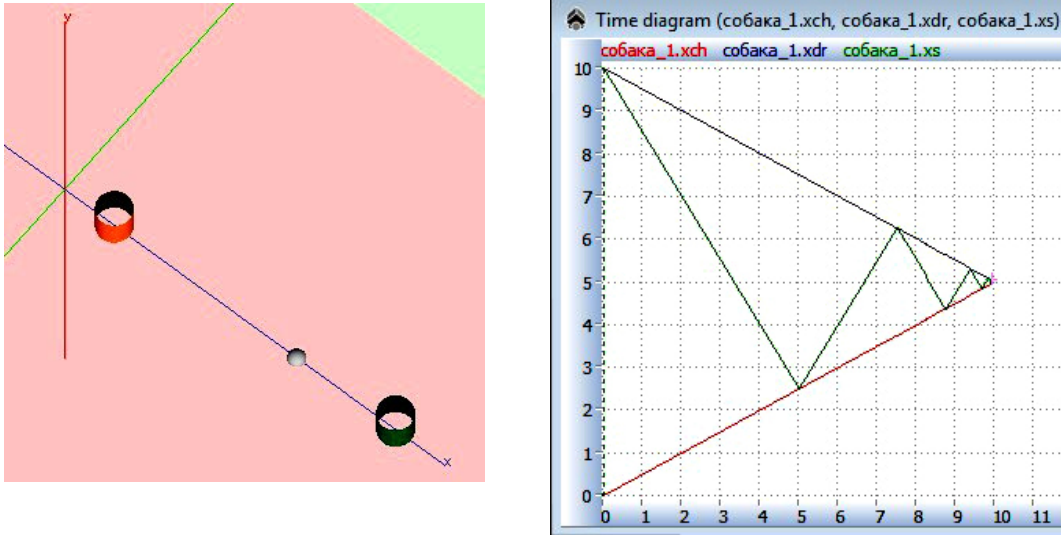 y
x
Time diagram (собака_1.xch, собака_1.xdr, собака_1.xs)
собака_1.xch собака_1.xdr собака_1.xs
10
9
8
7
6
5
4
3
2
1
0
0 1 2 3 4 5 6 7 8 9 10 11